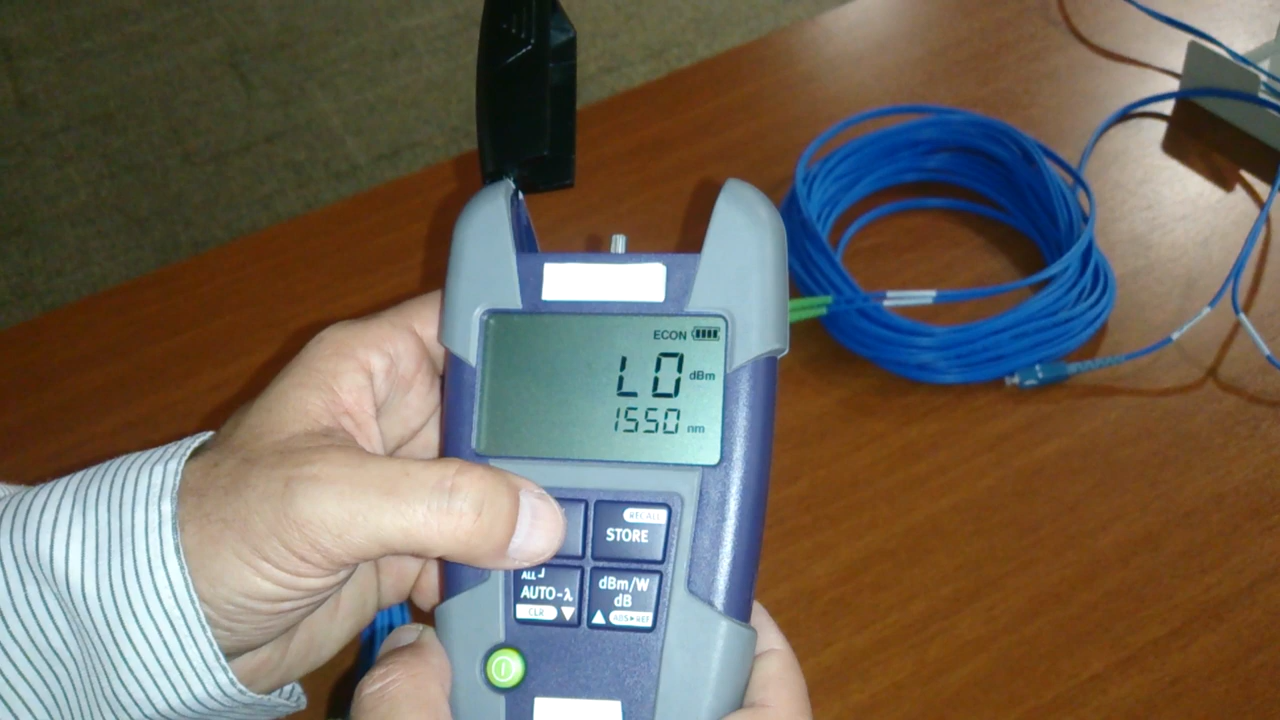 ECON
LO dBm
1550 nm
RECALL
STORE
ALL
AUTO-λ
CLR ▼
dBm/W
dB
▲ ABS▶REF